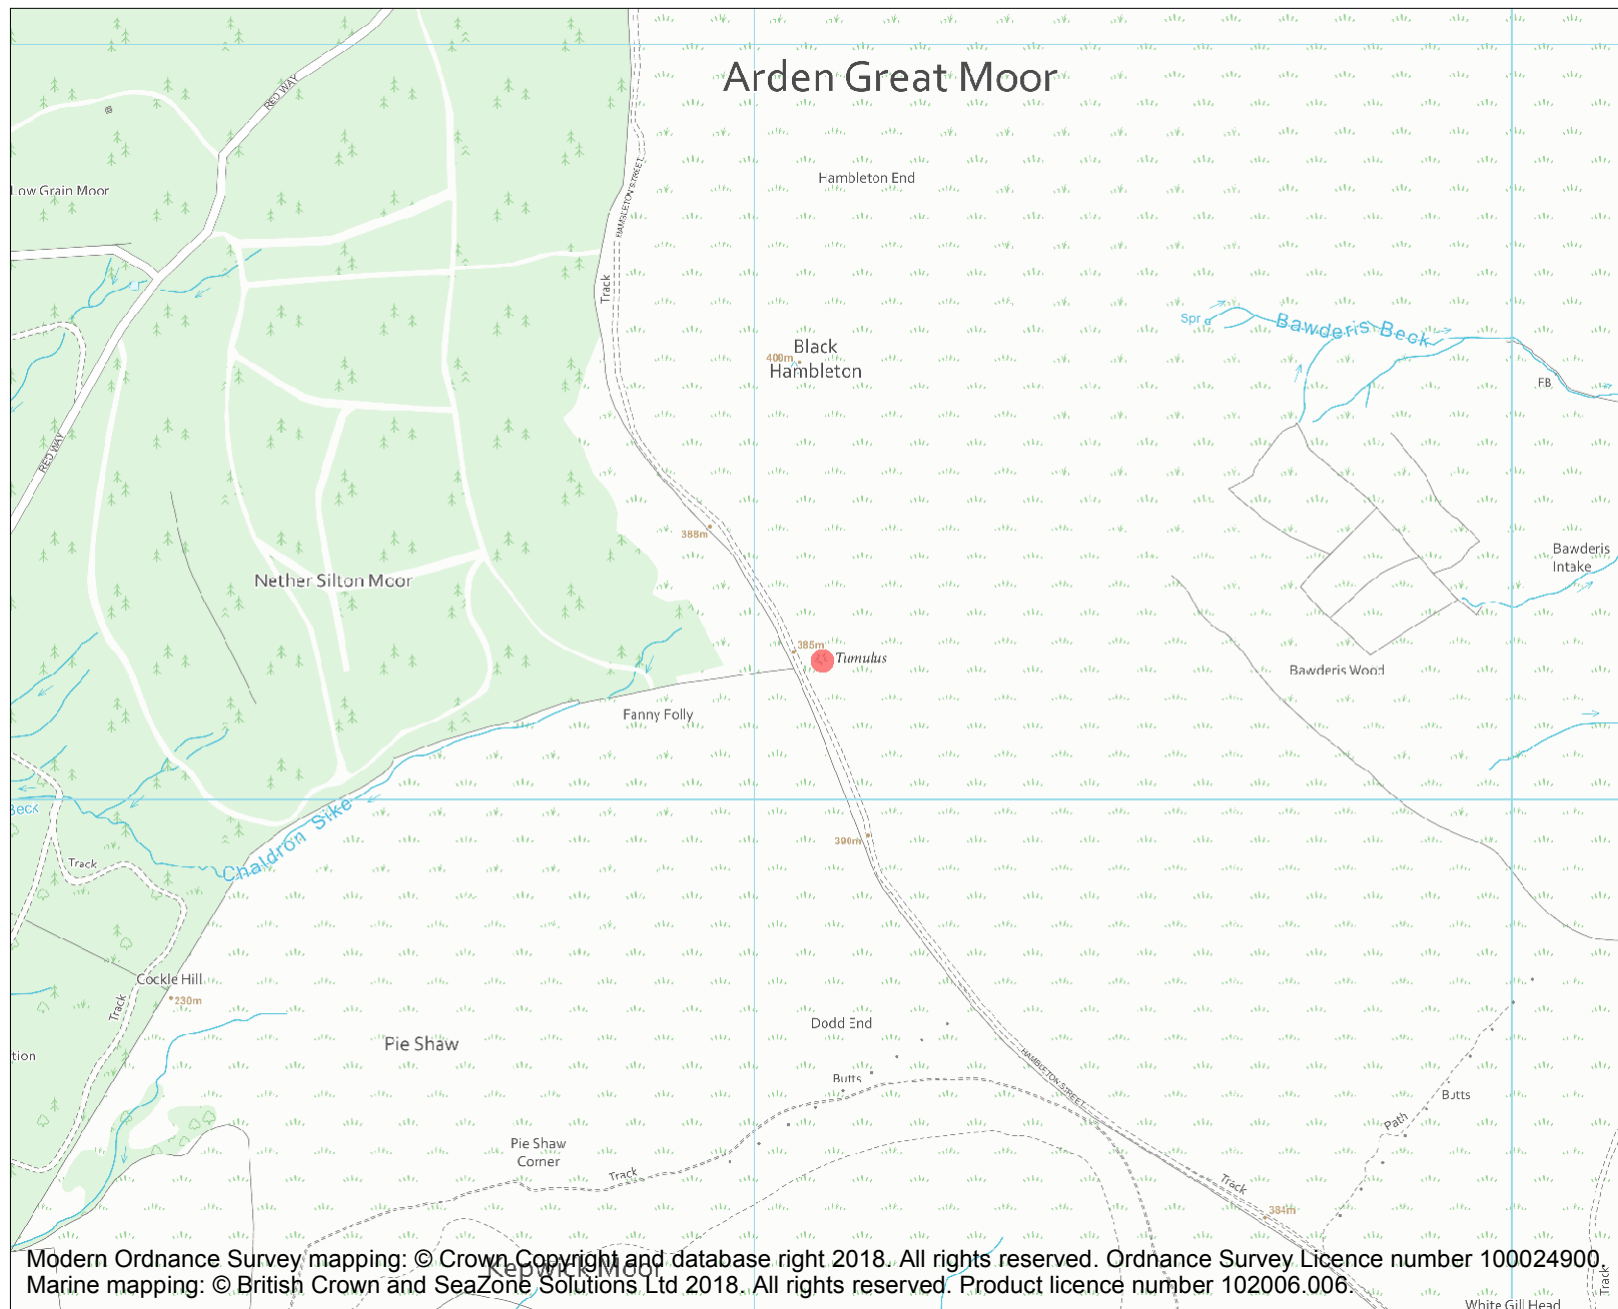 Arden Great Moor
RED WAY
Low Grain Moor
Hambleton End
HAMBLETON STREET
Track
Spr
Bawderis Beck
Black
Hambleton
400m
F.B.
RED WAY
388m
Nether Silton Moor
Bawderis
Intake
385m
Tumulus
Bawderis Wood
Fanny Folly
Beck
Chaldron Sike
390m
Track
Cockle Hill
230m
Track
Dodd End
Pie Shaw
tion
HAMBLETON STREET
Butts
Butts
Path
Pie Shaw
Corner
Track
Track
384m
Modern Ordnance Survey mapping: © Crown Copyright and database right 2018. All rights reserved. Ordnance Survey Licence number 100024900.
Kepwick Moor
Marine mapping: © British Crown and SeaZone Solutions Ltd 2018. All rights reserved. Product licence number 102006.006.
Track
White Gill Head